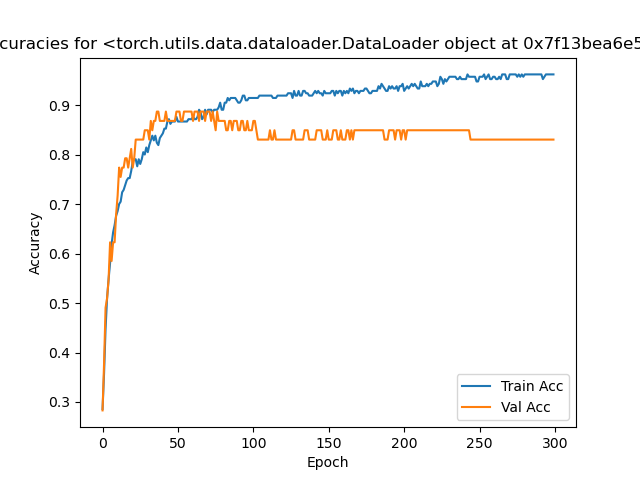 curacies for <torch.utils.data.dataloader.DataLoader object at 0x7f13bea6e5
0.9
0.8
0.7
0.6
0.5
0.4
0.3
Accuracy
0
50
100
150
200
250
300
Epoch
Train Acc
Val Acc